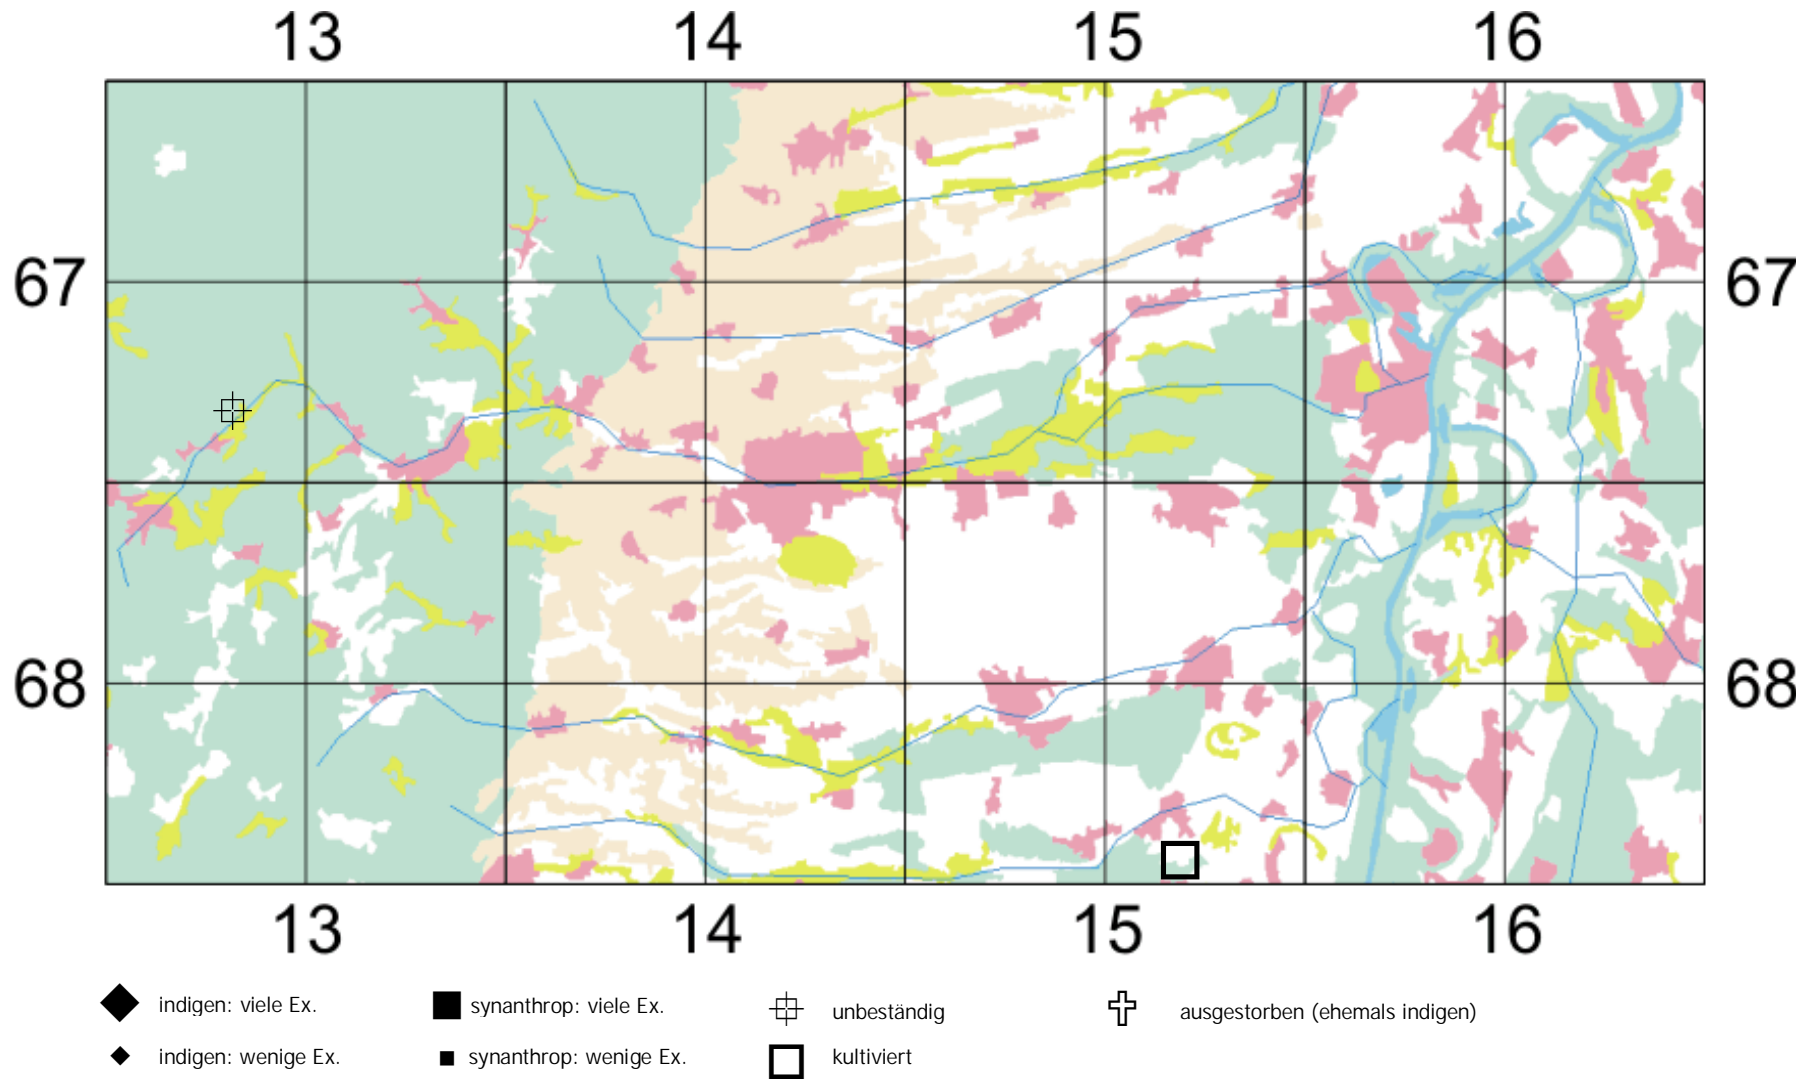 13 14 15 16
67 67
68 68
13 14 15 16
indigen: viele Ex. synanthrop: viele Ex. unbeständig ausgestorben (ehemals indigen)
indigen: wenige Ex. synanthrop: wenige Ex. kultiviert